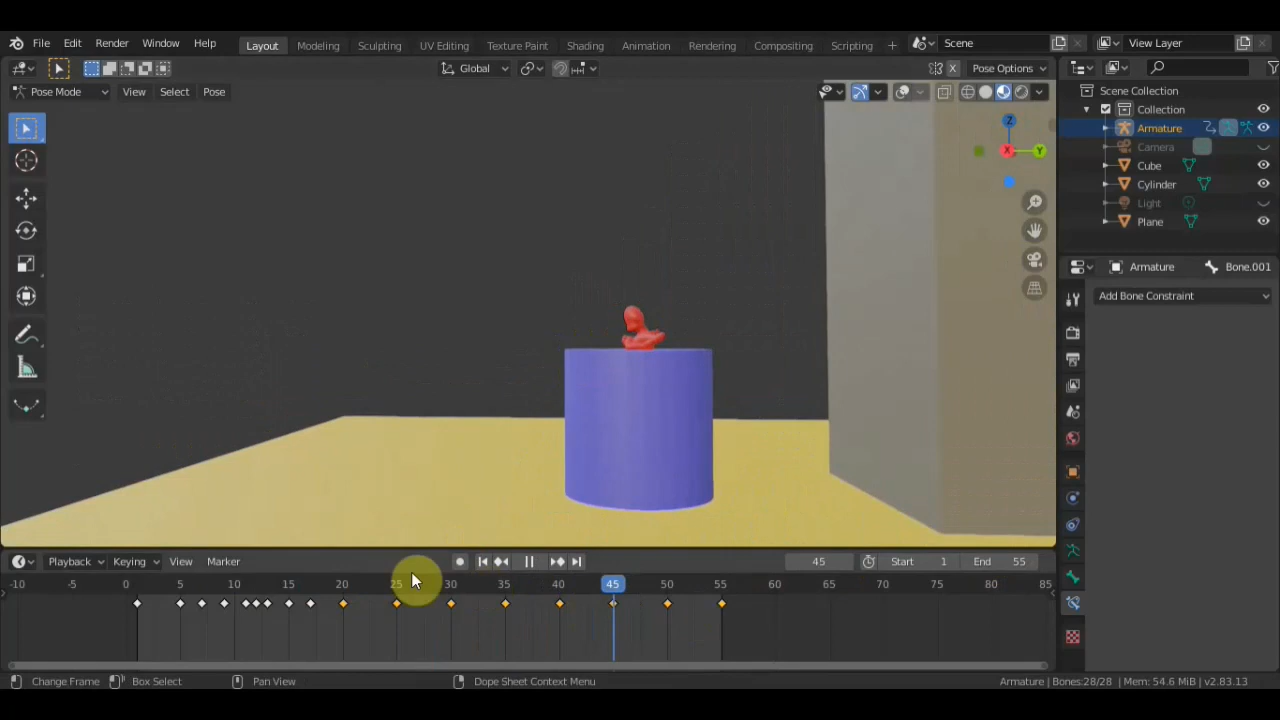 File Edit Render Window Help Layout Modeling Sculpting UV Editing Texture Paint Shading Animation Rendering Compositing Scripting + Scene View Layer
Global Pose Options
Pose Mode View Select Pose
Scene Collection
Collection
Armature
Camera
Cube
Cylinder
Light
Plane
Z
X Y
Armature Bone.001
Add Bone Constraint
Playback Keying View Marker 45 Start 1 End 55
-10 -5 0 5 10 15 20 25 30 35 40 45 50 55 60 65 70 75 80 85
Change Frame Box Select Pan View Dope Sheet Context Menu Armature | Bones:28/28 | Mem: 54.6 MiB | v2.83.13